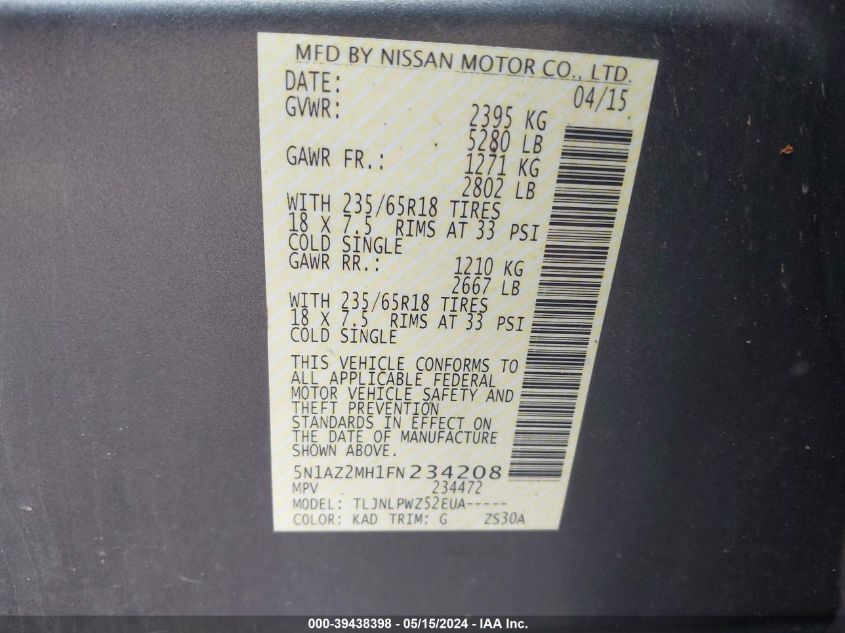 MFD BY NISSAN MOTOR CO., LTD.
DATE: 04/15
GVWR: 2395 KG
5280 LB
GAWR FR.: 1271 KG
2802 LB
WITH 235/65R18 TIRES
18 X 7.5 RIMS AT 33 PSI
COLD SINGLE
GAWR RR.: 1210 KG
2667 LB
WITH 235/65R18 TIRES
18 X 7.5 RIMS AT 33 PSI
COLD SINGLE
THIS VEHICLE CONFORMS TO
ALL APPLICABLE FEDERAL
MOTOR VEHICLE SAFETY AND
THEFT PREVENTION
STANDARDS IN EFFECT ON
THE DATE OF MANUFACTURE
SHOWN ABOVE.
5N1AZ2MH1FN234208
MPV 234472
MODEL: TLJNLPWZ52EUA-----
COLOR: KAD TRIM: G ZS30A
000-39438398 - 05/15/2024 - IAA Inc.